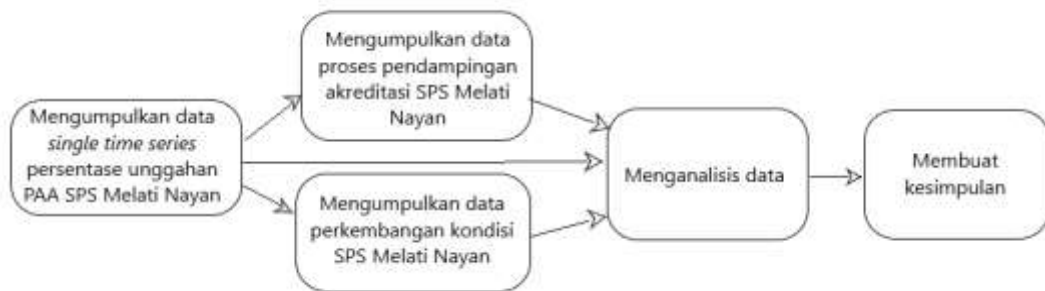 Mengumpulkan data
single time series
persentase unggahan
PAA SPS Melati Nayan
Mengumpulkan data
proses pendampingan
akreditasi SPS Melati
Nayan
Mengumpulkan data
perkembangan kondisi
SPS Melati Nayan
Menganalisis data
Membuat
kesimpulan